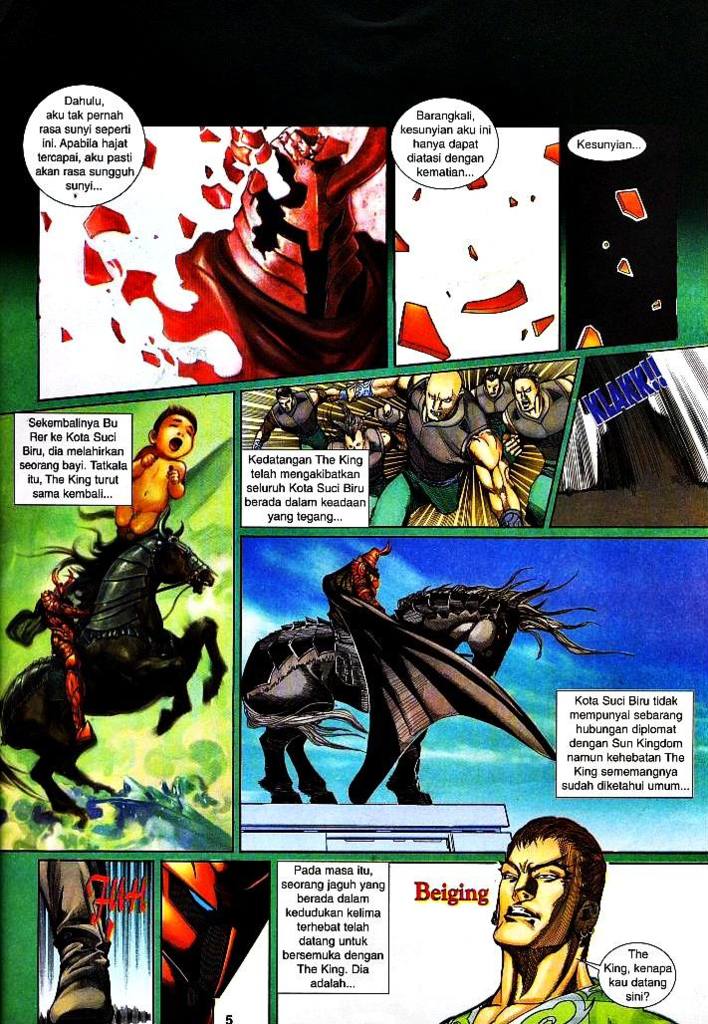 Dahulu,
aku tak pernah
rasa sunyi seperti
ini. Apabila hajat
tercapai, aku pasti
akan rasa sungguh
sunyi...
Barangkali,
kesunyian aku ini
hanya dapat
diatasi dengan
kematian...
Kesunyian...
Sekembalinya Bu
Rer ke Kota Suci
Biru, dia melahirkan
seorang bayi. Tatkala
itu, The King turut
sama kembali...
Kedatangan The King
telah mengakibatkan
seluruh Kota Suci Biru
berada dalam keadaan
yang tegang...
KLANK!!
Kota Suci Biru tidak
mempunyai sebarang
hubungan diplomat
dengan Sun Kingdom
namun kehebatan The
King sememangnya
sudah diketahui umum...
Pada masa itu,
seorang jaguh yang
berada dalam
kedudukan kelima
terhebat telah
datang untuk
bersemuka dengan
The King. Dia
adalah...
Beiging
The
King, kenapa
kau datang
sini?
5